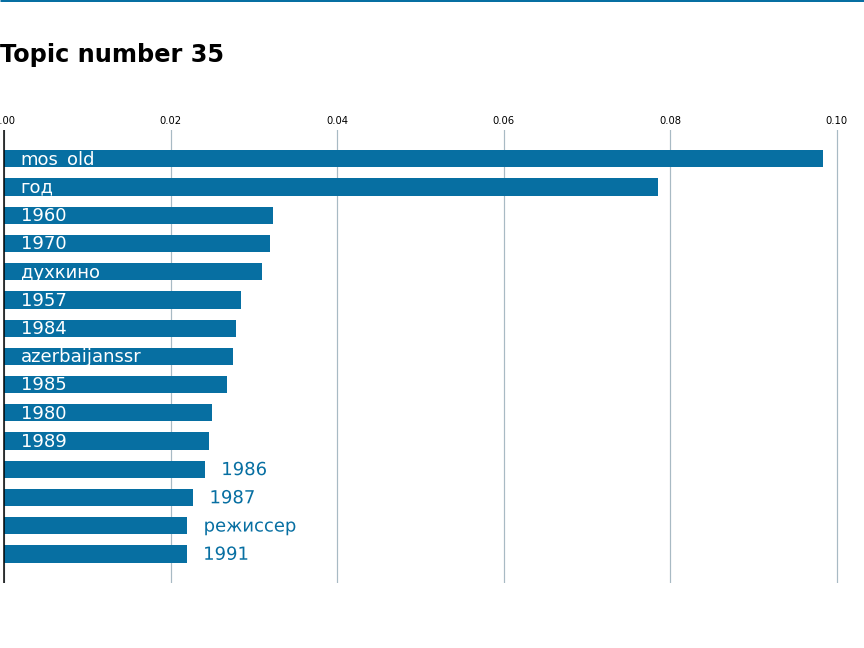 Topic number 35
.00 0.02 0.04 0.06 0.08 0.10
mos_old
год
1960
1970
духкино
1957
1984
azerbaijanssr
1985
1980
1989
1986
1987
режиссер
1991